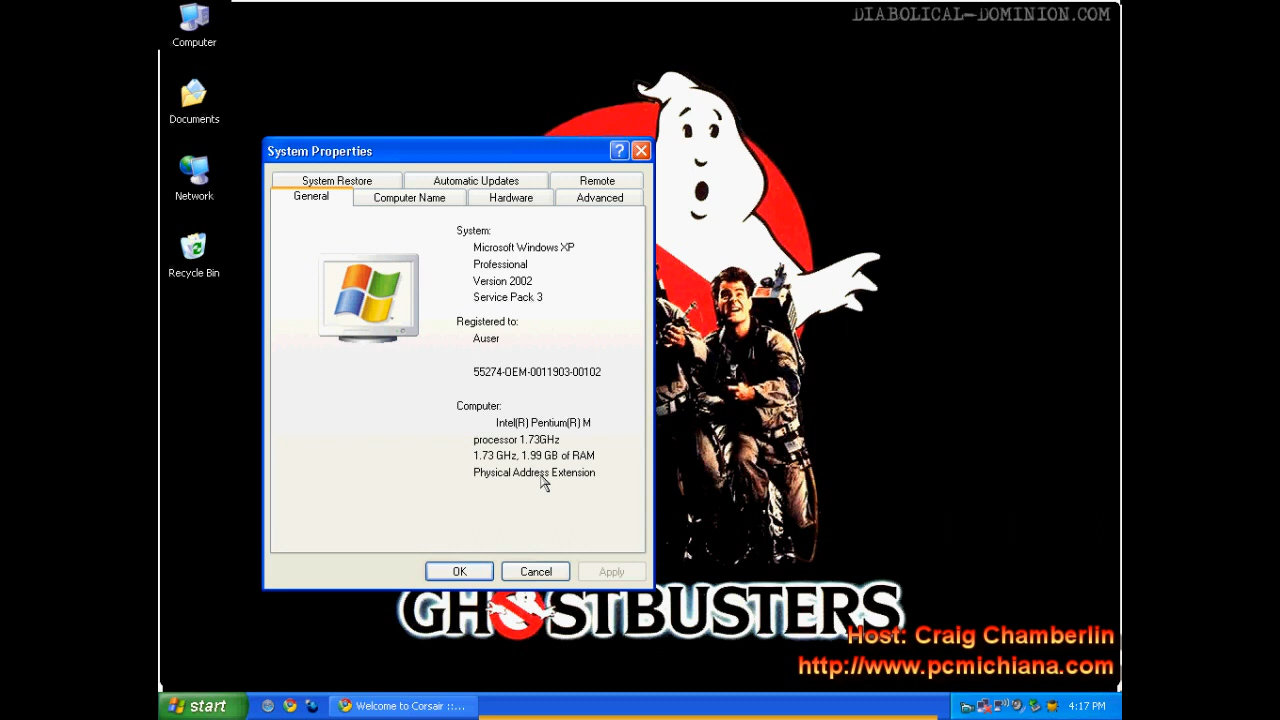 DIABOLICAL-DOMINION.COM
Computer
Documents
Network
Recycle Bin
System Properties
System Restore
Automatic Updates
Remote
General
Computer Name
Hardware
Advanced
System:
Microsoft Windows XP
Professional
Version 2002
Service Pack 3
Registered to:
Auser
55274-OEM-0011903-00102
Computer:
Intel(R) Pentium(R) M
processor 1.73GHz
1.73 GHz, 1.99 GB of RAM
Physical Address Extension
OK
Cancel
Apply
GHOSTBUSTERS
Host: Craig Chamberlin
http://www.pcmichiana.com
start
Welcome to Corsair ::...
4:17 PM